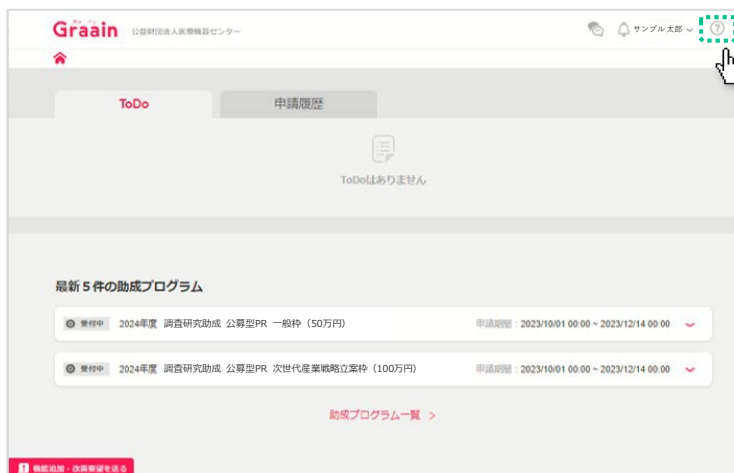 Graain 公益財団法人医療機器センター
サンプル 太郎
?
ToDo 申請履歴
ToDoはありません
最新5件の助成プログラム
受付中 2024年度 調査研究助成 公募型PR 一般枠（50万円） 申請期間：2023/10/01 00:00 ~ 2023/12/14 00:00
受付中 2024年度 調査研究助成 公募型PR 次世代産業戦略立案枠（100万円） 申請期間：2023/10/01 00:00 ~ 2023/12/14 00:00
助成プログラム一覧 >
! 機能追加・改善要望を送る